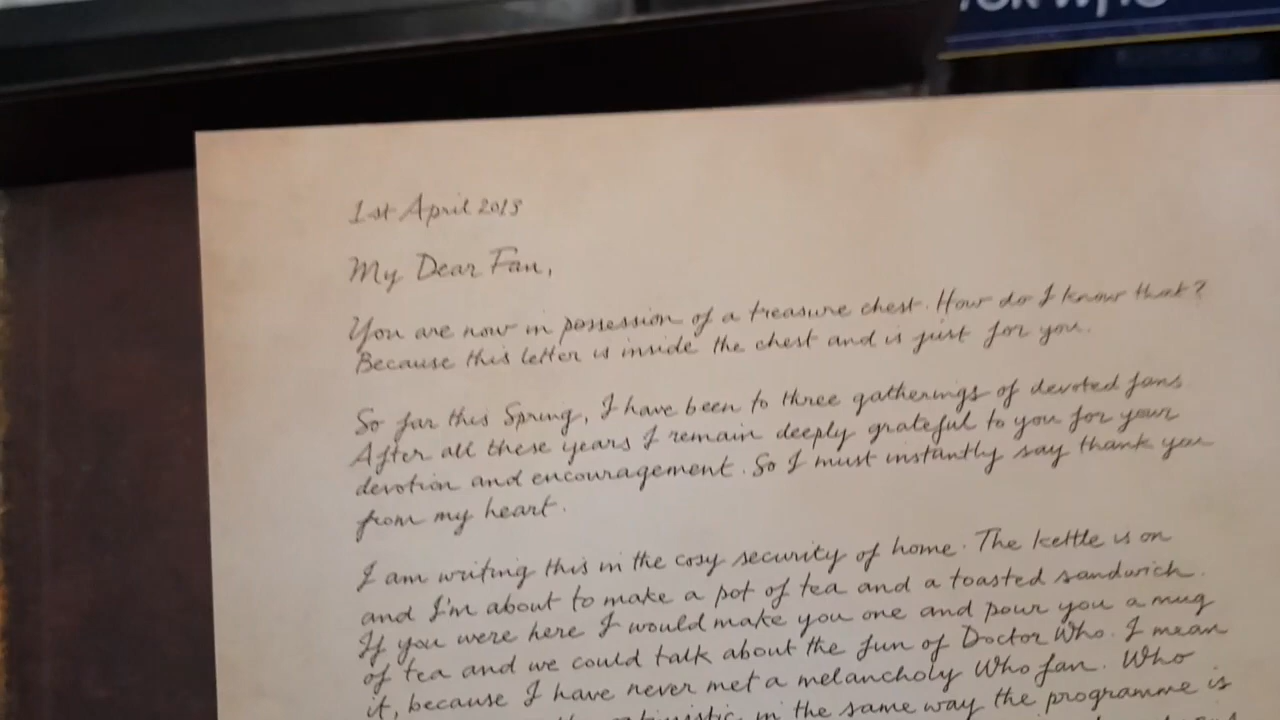 WHO
1st April 2013
My Dear Fan,
You are now in possession of a treasure chest. How do I know that?
Because this letter is inside the chest and is just for you.
So far this Spring, I have been to three gatherings of devoted fans
After all these years I remain deeply grateful to you for your
devotion and encouragement. So I must instantly say thank you
from my heart.
I am writing this in the cosy security of home. The kettle is on
and I'm about to make a pot of tea and a toasted sandwich.
If you were here I would make you one and pour you a mug
of tea and we could talk about the fun of Doctor Who. I mean
it, because I have never met a melancholy Who fan. Who
in the same way the programme is